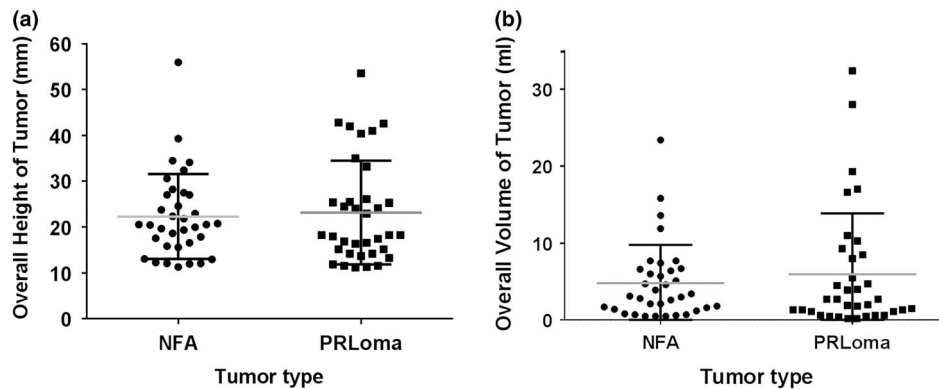 (a)
Overall Height of Tumor (mm)
60
50
40
30
20
10
0
NFA
PRLoma
Tumor type
(b)
Overall Volume of Tumor (ml)
30
20
10
0
NFA
PRLoma
Tumor type